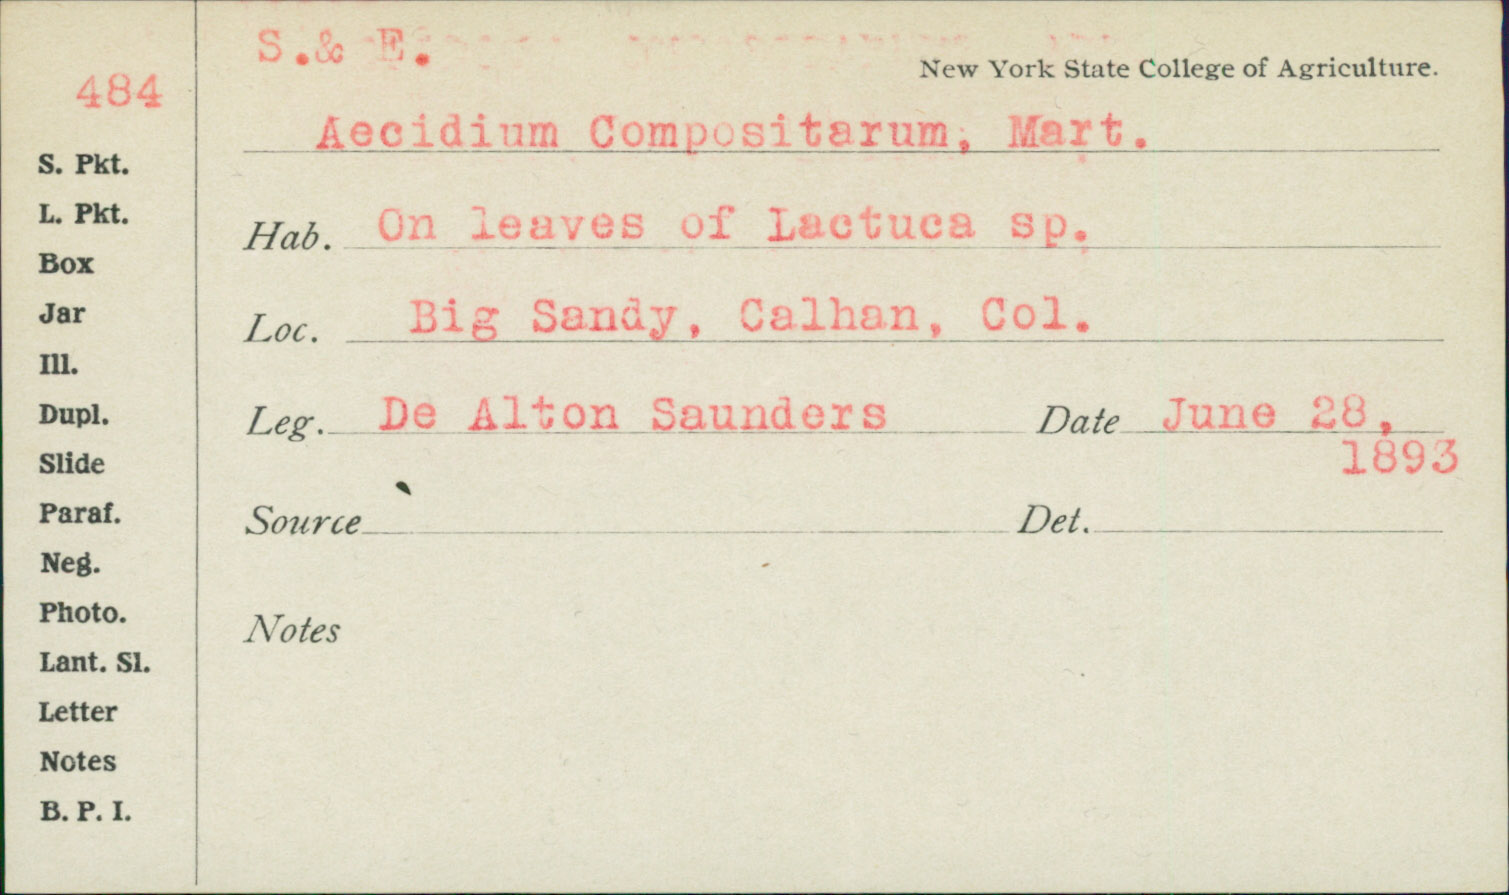 484
S. Pkt.
L. Pkt.
Box
Jar
Ill.
Dupl.
Slide
Paraf.
Neg.
Photo.
Lant. Sl.
Letter
Notes
B. P. I.
S.& E.
New York State College of Agriculture.
Aecidium Compositarum, Mart.
Hab. On leaves of Lactuca sp.
Loc. Big Sandy, Calhan, Col.
Leg. De Alton Saunders Date June 28,
1893
Source Det.
Notes